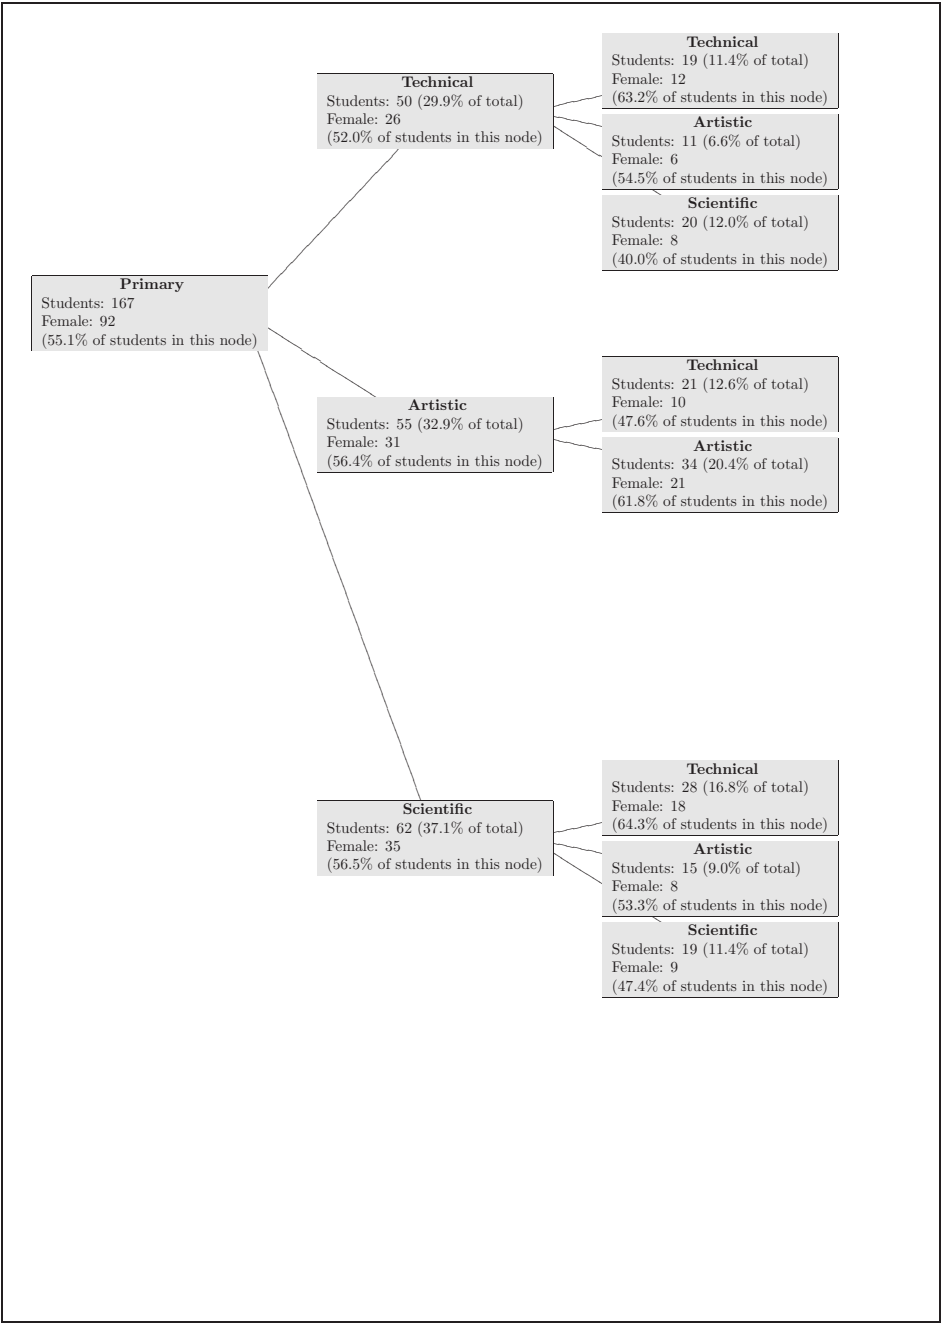 Technical
Students: 19 (11.4% of total)
Female: 12
(63.2% of students in this node)
Technical
Students: 50 (29.9% of total)
Female: 26
(52.0% of students in this node)
Artistic
Students: 11 (6.6% of total)
Female: 6
(54.5% of students in this node)
Scientific
Students: 20 (12.0% of total)
Female: 8
(40.0% of students in this node)
Primary
Students: 167
Female: 92
(55.1% of students in this node)
Technical
Students: 21 (12.6% of total)
Female: 10
(47.6% of students in this node)
Artistic
Students: 55 (32.9% of total)
Female: 31
(56.4% of students in this node)
Artistic
Students: 34 (20.4% of total)
Female: 21
(61.8% of students in this node)
Technical
Students: 28 (16.8% of total)
Female: 18
(64.3% of students in this node)
Scientific
Students: 62 (37.1% of total)
Female: 35
(56.5% of students in this node)
Artistic
Students: 15 (9.0% of total)
Female: 8
(53.3% of students in this node)
Scientific
Students: 19 (11.4% of total)
Female: 9
(47.4% of students in this node)